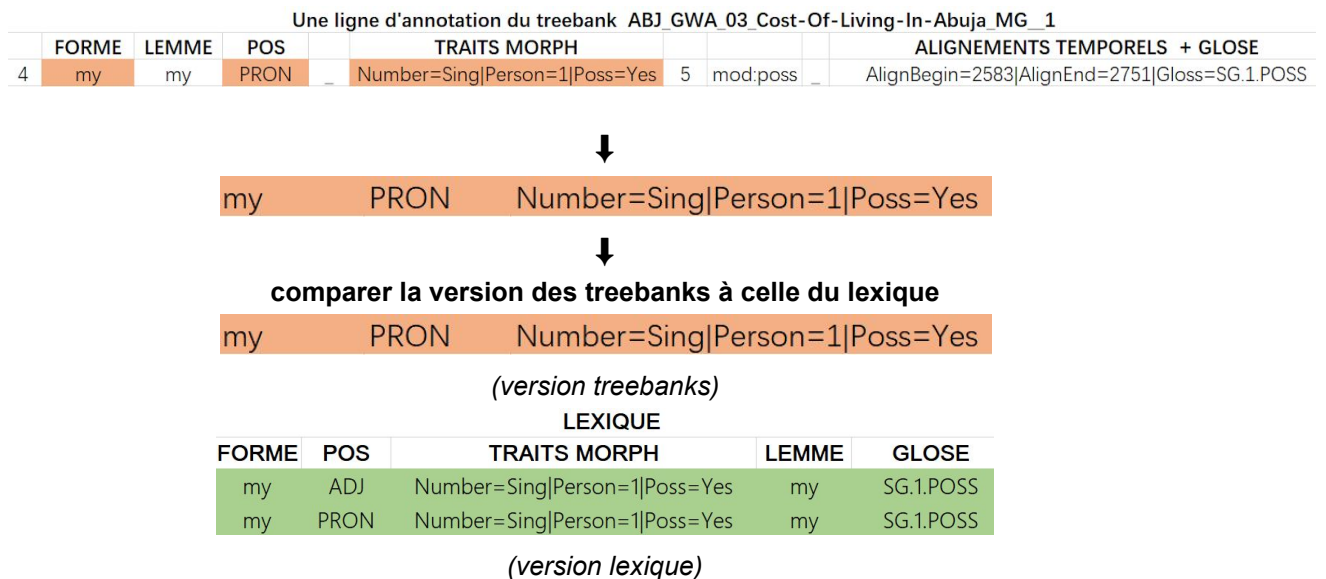 Une ligne d'annotation du treebank ABJ_GWA_03_Cost-Of-Living-In-Abuja_MG__1
FORME LEMME POS TRAITS MORPH ALIGNEMENTS TEMPORELS + GLOSE
4 my my PRON _ Number=Sing|Person=1|Poss=Yes 5 mod:poss _ AlignBegin=2583|AlignEnd=2751|Gloss=SG.1.POSS
my PRON Number=Sing|Person=1|Poss=Yes
comparer la version des treebanks à celle du lexique
my PRON Number=Sing|Person=1|Poss=Yes
(version treebanks)
LEXIQUE
FORME POS TRAITS MORPH LEMME GLOSE
my ADJ Number=Sing|Person=1|Poss=Yes my SG.1.POSS
my PRON Number=Sing|Person=1|Poss=Yes my SG.1.POSS
(version lexique)